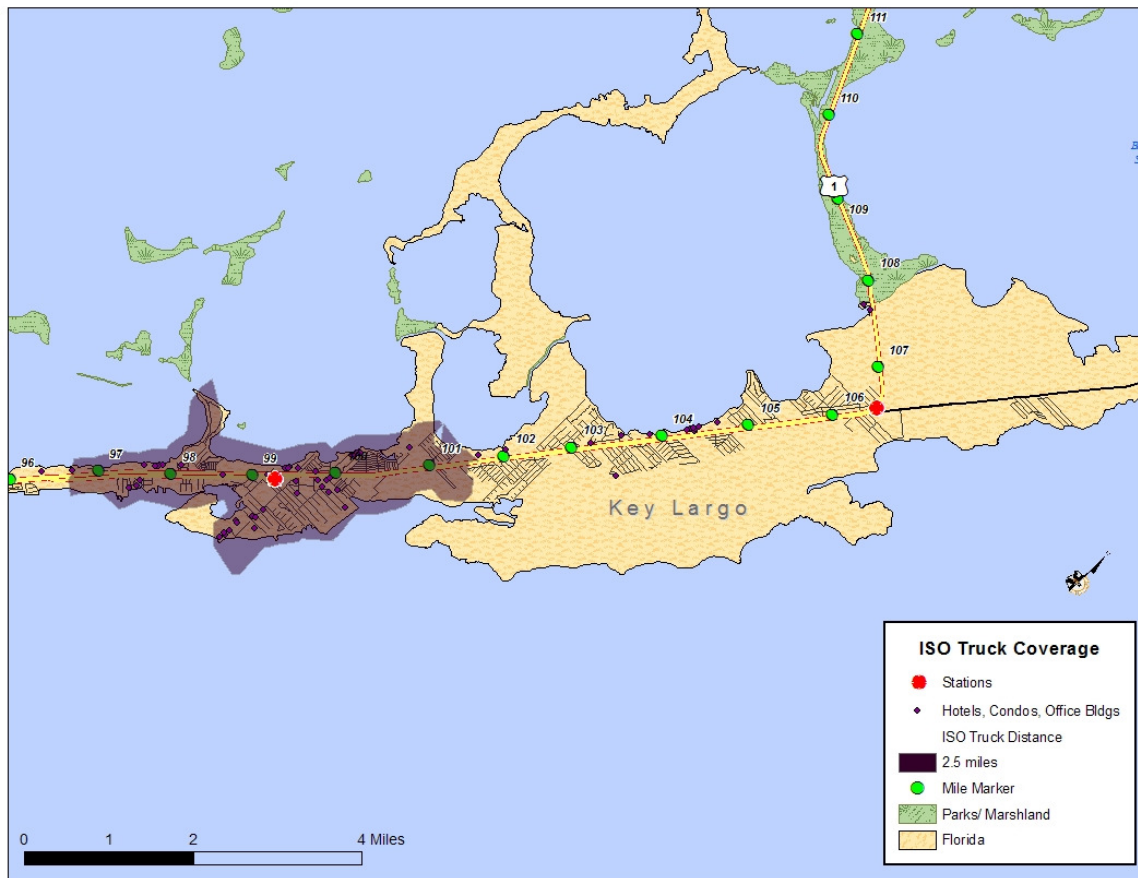 111
110
1
109
108
107
106
105
104
103
102
101
99
98
97
96
Key Largo
ISO Truck Coverage
Stations
Hotels, Condos, Office Bldgs
ISO Truck Distance
2.5 miles
Mile Marker
Parks/ Marshland
Florida
0 1 2 4 Miles